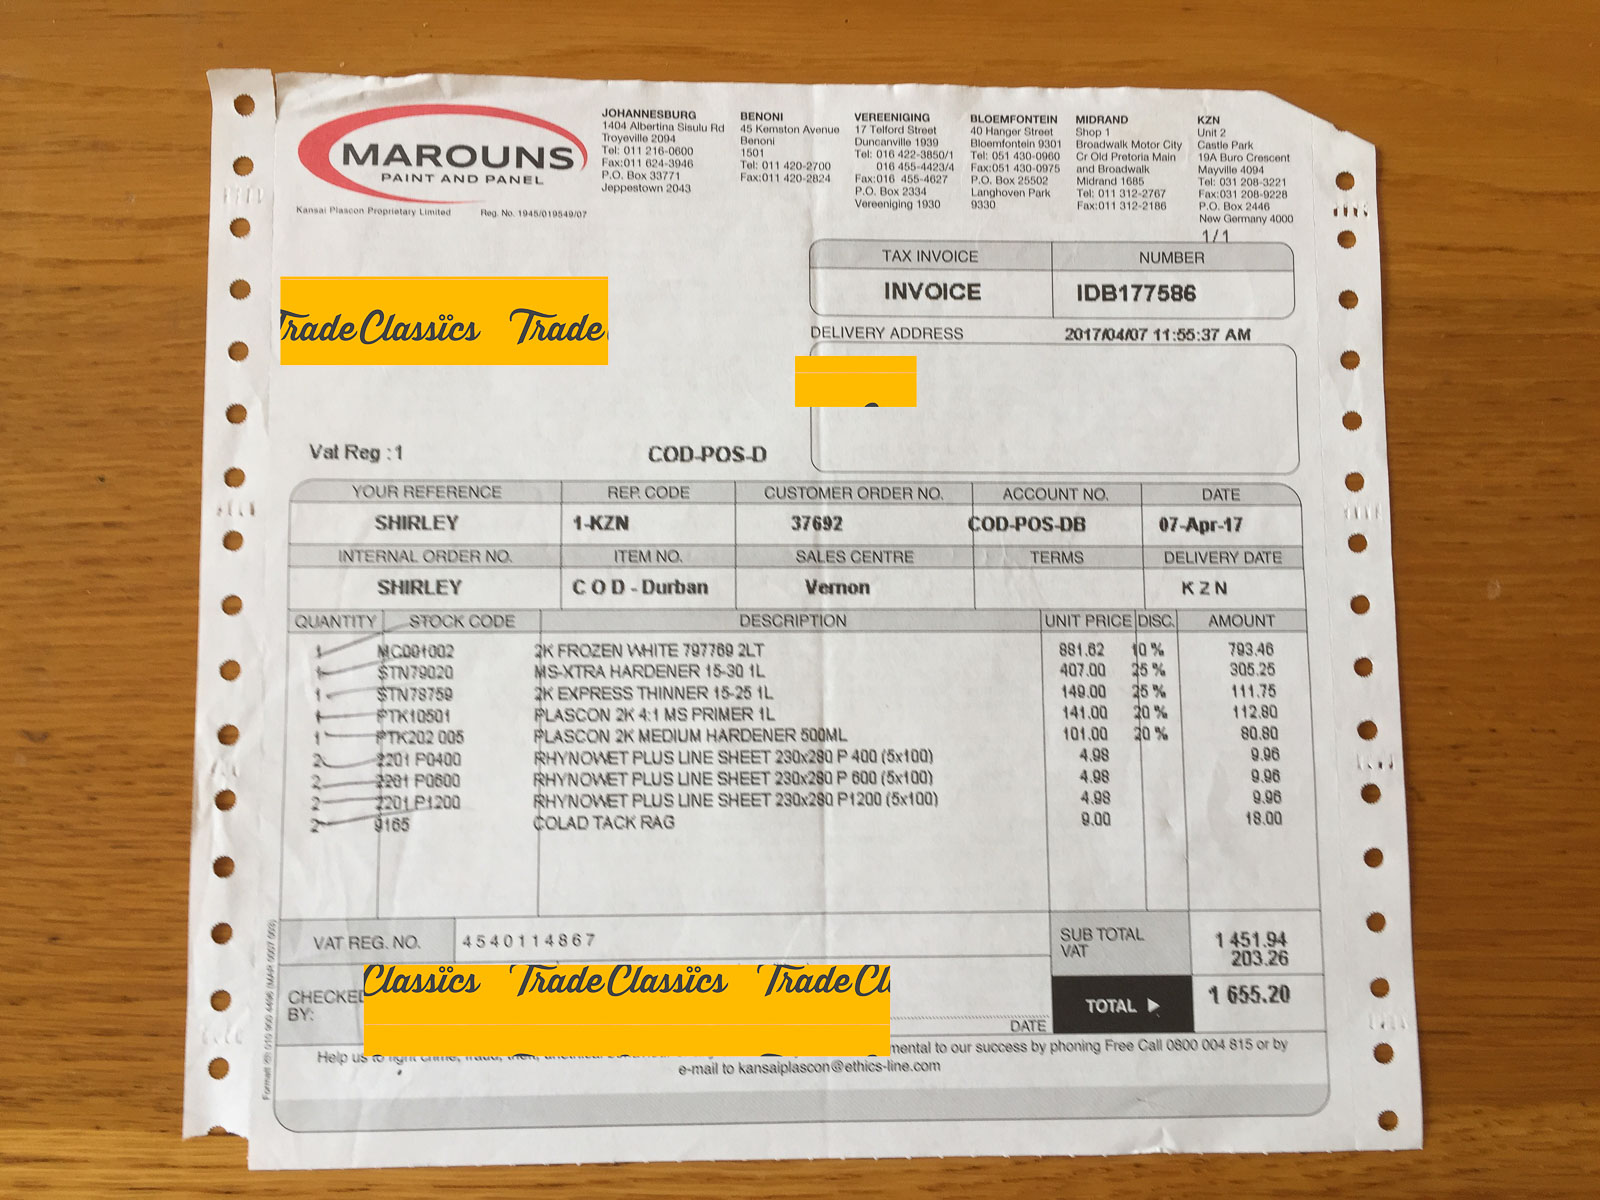 MAROUNS
PAINT AND PANEL
Kansai Plascon Proprietary Limited Reg. No. 1945/019549/07
JOHANNESBURG
1404 Albertina Sisulu Rd
Troyeville 2094
Tel: 011 216-0600
Fax:011 624-3946
P.O. Box 33771
Jeppestown 2043
BENONI
45 Kemston Avenue
Benoni
1501
Tel: 011 420-2700
Fax:011 420-2824
VEREENIGING
17 Telford Street
Duncanville 1939
Tel: 016 422-3850/1
016 455-4423/4
Fax:016 455-4627
P.O. Box 2334
Vereeniging 1930
BLOEMFONTEIN
40 Hanger Street
Bloemfontein 9301
Tel: 051 430-0960
Fax:051 430-0975
P.O. Box 25502
Langhoven Park
9330
MIDRAND
Shop 1
Broadwalk Motor City
Cr Old Pretoria Main
and Broadwalk
Midrand 1685
Tel: 011 312-2767
Fax:011 312-2186
KZN
Unit 2
Castle Park
19A Buro Crescent
Mayville 4094
Tel: 031 208-3221
Fax:031 208-9228
P.O. Box 2446
New Germany 4000
1/1
TAX INVOICE NUMBER
INVOICE IDB177586
DELIVERY ADDRESS 2017/04/07 11:55:37 AM
Trade Classics Trade
Vat Reg :1 COD-POS-D
YOUR REFERENCE REP. CODE CUSTOMER ORDER NO. ACCOUNT NO. DATE
SHIRLEY 1-KZN 37692 COD-POS-DB 07-Apr-17
INTERNAL ORDER NO. ITEM NO. SALES CENTRE TERMS DELIVERY DATE
SHIRLEY C O D - Durban Vernon K Z N
QUANTITY STOCK CODE DESCRIPTION UNIT PRICE DISC. AMOUNT
1 MC001002 2K FROZEN WHITE 797769 2LT 881.62 10 % 793.46
1 STN79020 MS-XTRA HARDENER 15-30 1L 407.00 25 % 305.25
1 STN78759 2K EXPRESS THINNER 15-25 1L 149.00 25 % 111.75
1 PTK10501 PLASCON 2K 4:1 MS PRIMER 1L 141.00 20 % 112.80
1 PTK202 005 PLASCON 2K MEDIUM HARDENER 500ML 101.00 20 % 80.80
2 2201 P0400 RHYNOWET PLUS LINE SHEET 230x280 P 400 (5x100) 4.98 9.96
2 2201 P0600 RHYNOWET PLUS LINE SHEET 230x280 P 600 (5x100) 4.98 9.96
2 2201 P1200 RHYNOWET PLUS LINE SHEET 230x280 P1200 (5x100) 4.98 9.96
2 9165 COLAD TACK RAG 9.00 18.00
VAT REG. NO. 4540114867
SUB TOTAL 1 451.94
VAT 203.26
TOTAL 1 655.20
CHECKED
BY:
Classïcs Trade Classïcs Trade Cl
DATE
Help us to fight crime, fraud, theft, mental to our success by phoning Free Call 0800 004 815 or by
e-mail to kansaiplascon@ethics-line.com